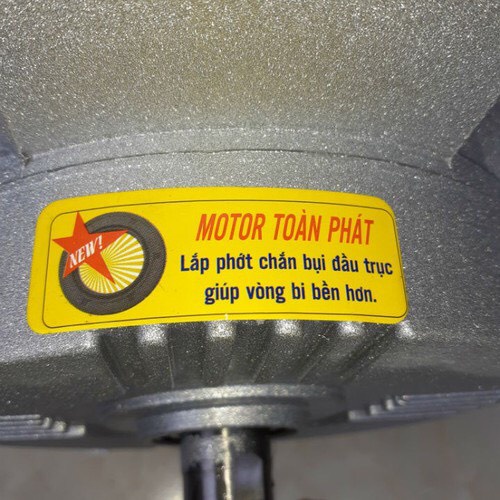 NEW!
MOTOR TOÀN PHÁT
Lắp phớt chắn bụi đầu trục
giúp vòng bi bền hơn.